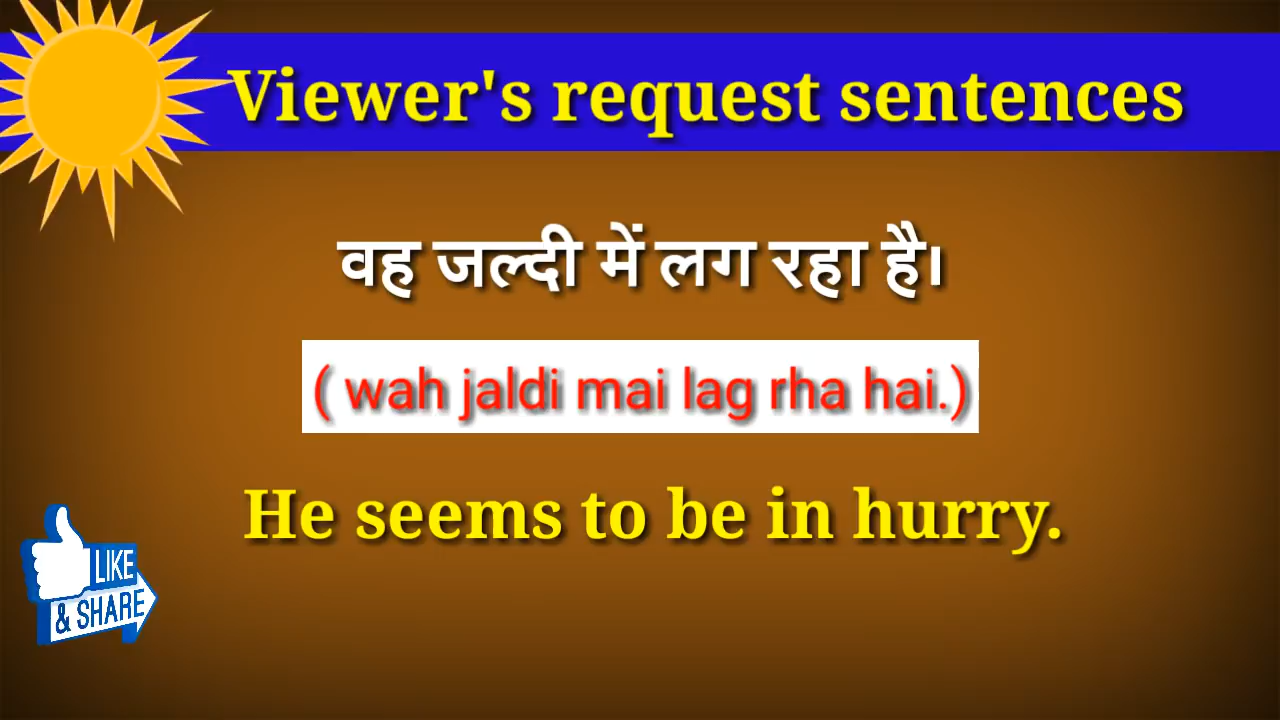 Viewer's request sentences
वह जल्दी में लग रहा है।
( wah jaldi mai lag rha hai.)
He seems to be in hurry.
LIKE
& SHARE